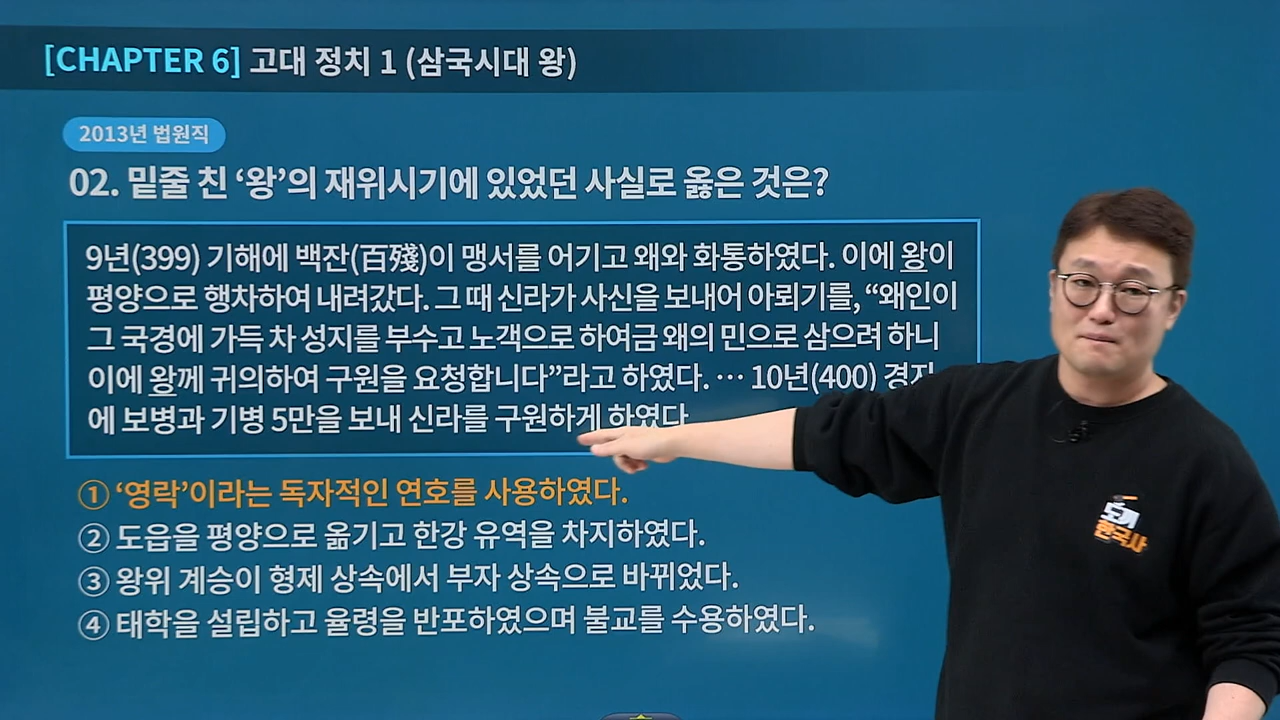 [CHAPTER 6] 고대 정치 1 (삼국시대 왕)
2013년 법원직
02. 밑줄 친 ‘왕’의 재위시기에 있었던 사실로 옳은 것은?
9년(399) 기해에 백잔(百殘)이 맹서를 어기고 왜와 화통하였다. 이에 왕이
평양으로 행차하여 내려갔다. 그 때 신라가 사신을 보내어 아뢰기를, “왜인이
그 국경에 가득 차 성지를 부수고 노객으로 하여금 왜의 민으로 삼으려 하니
이에 왕께 귀의하여 구원을 요청합니다”라고 하였다. … 10년(400) 경자
에 보병과 기병 5만을 보내 신라를 구원하게 하였다
① ‘영락’이라는 독자적인 연호를 사용하였다.
② 도읍을 평양으로 옮기고 한강 유역을 차지하였다.
③ 왕위 계승이 형제 상속에서 부자 상속으로 바뀌었다.
④ 태학을 설립하고 율령을 반포하였으며 불교를 수용하였다.
한국사